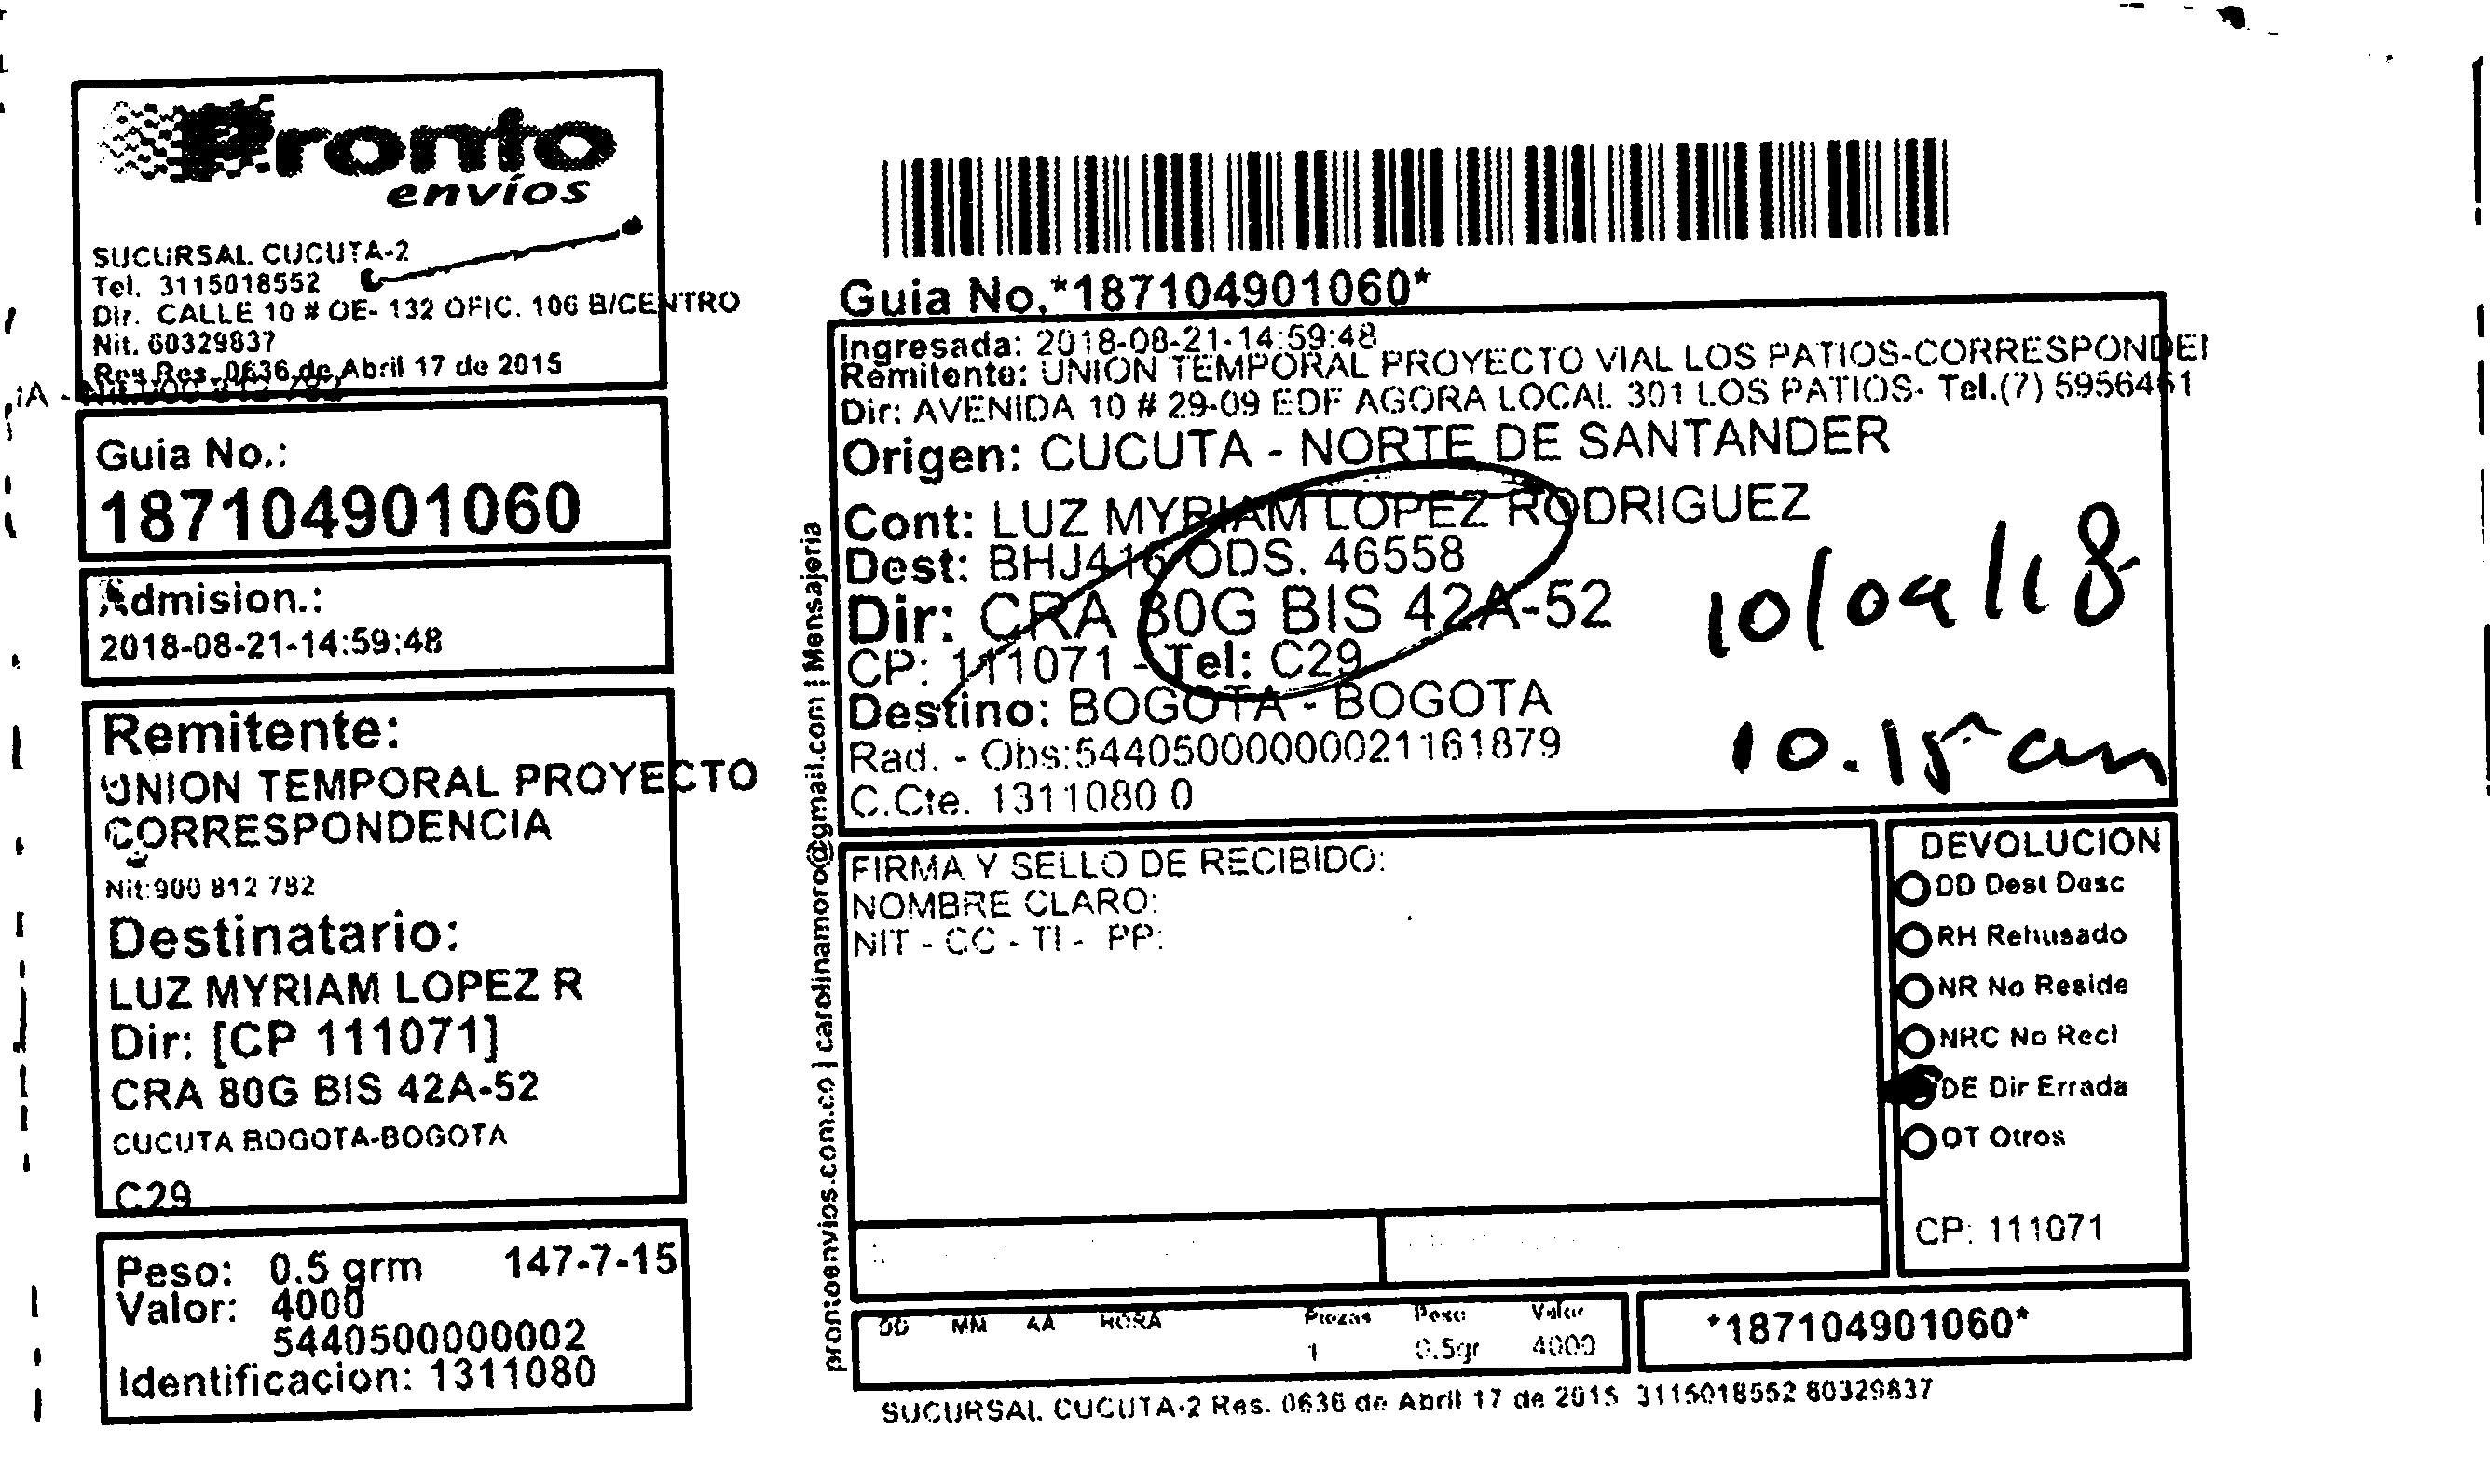 Pronto
envíos
SUCURSAL CUCUTA-2
Tel. 3115018552
Dir. CALLE 10 # OE- 132 OFIC. 106 B/CENTRO
Nit. 60329837
Res. 0636 de Abril 17 de 2015
Guia No.:
187104901060
Admision.:
2018-08-21-14:59:48
Remitente:
UNION TEMPORAL PROYECTO
CORRESPONDENCIA
Nit:900 812 782
Destinatario:
LUZ MYRIAM LOPEZ R
Dir: [CP 111071]
CRA 80G BIS 42A-52
CUCUTA BOGOTA-BOGOTA
C29
Peso: 0.5 grm 147-7-15
Valor: 4000
5440500000002
Identificacion: 1311080
prontoenvios.com.co | carolinamoro@gmail.com | Mensajeria
Guia No.*187104901060*
Ingresada: 2018-08-21-14:59:48
Remitente: UNION TEMPORAL PROYECTO VIAL LOS PATIOS-CORRESPONDEI
Dir: AVENIDA 10 # 29-09 EDF AGORA LOCAL 301 LOS PATIOS- Tel.(7) 5956461
Origen: CUCUTA - NORTE DE SANTANDER
Cont: LUZ MYRIAM LOPEZ RODRIGUEZ
Dest: BHJ416 ODS. 46558
Dir: CRA 80G BIS 42A-52
CP: 111071 - Tel: C29
Destino: BOGOTA - BOGOTA
Rad. - Obs:544050000000021161879
C.Cte. 1311080 0
10/09/18
10.15 am
FIRMA Y SELLO DE RECIBIDO:
NOMBRE CLARO:
NIT - CC - TI - PP:
DEVOLUCION
DD Dest Desc
RH Rehusado
NR No Reside
NRC No Recl
DE Dir Errada
OT Otros
CP: 111071
DD MM AA HORA Piezas Peso Valor
1 0.5gr 4000
*187104901060*
SUCURSAL CUCUTA-2 Res. 0636 de Abril 17 de 2015 3115018552 60329837